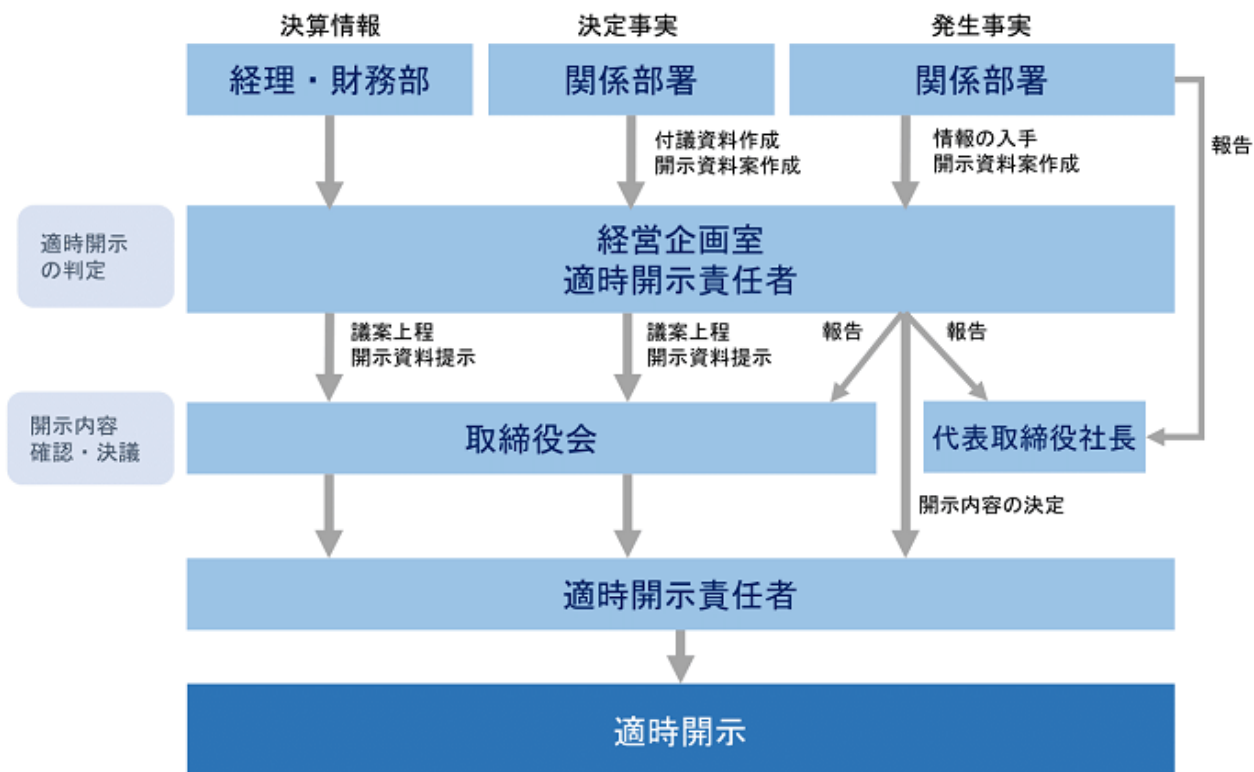 決算情報
決定事実
発生事実
経理・財務部
関係部署
関係部署
付議資料作成
開示資料案作成
情報の入手
開示資料案作成
報告
適時開示
の判定
経営企画室
適時開示責任者
議案上程
開示資料提示
議案上程
開示資料提示
報告
報告
開示内容
確認・決議
取締役会
代表取締役社長
開示内容の決定
適時開示責任者
適時開示